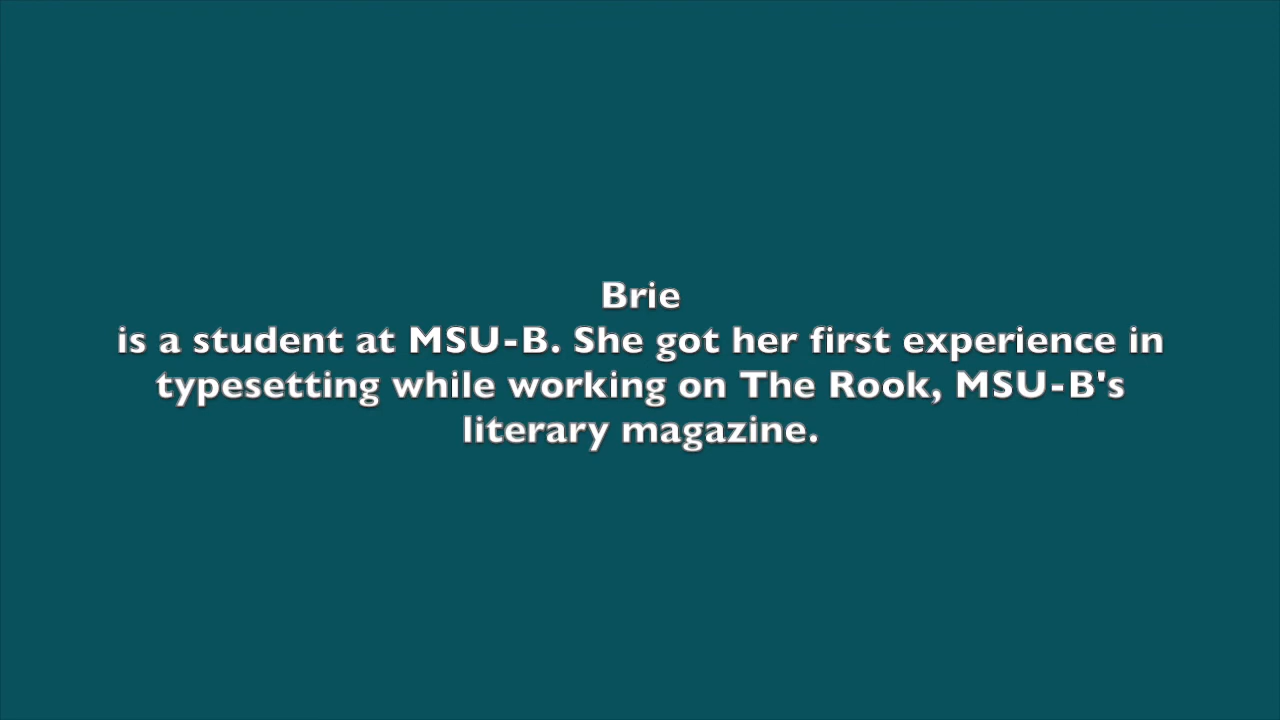 Brie
is a student at MSU-B. She got her first experience in
typesetting while working on The Rook, MSU-B's
literary magazine.